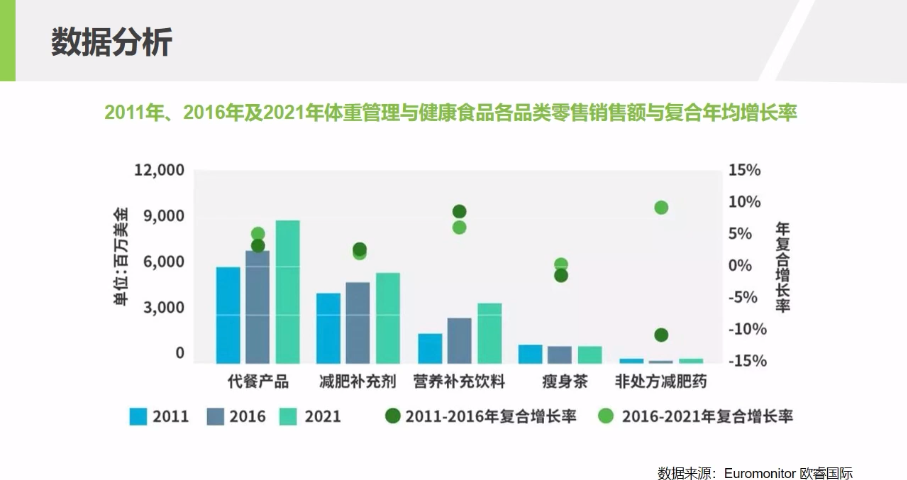 数据分析
2011年、2016年及2021年体重管理与健康食品各品类零售销售额与复合年均增长率
12,000
9,000
6,000
3,000
0
单位:百万美金
15%
10%
5%
0%
-5%
-10%
-15%
年复合增长率
代餐产品
减肥补充剂
营养补充饮料
瘦身茶
非处方减肥药
2011
2016
2021
2011-2016年复合增长率
2016-2021年复合增长率
数据来源：Euromonitor 欧睿国际